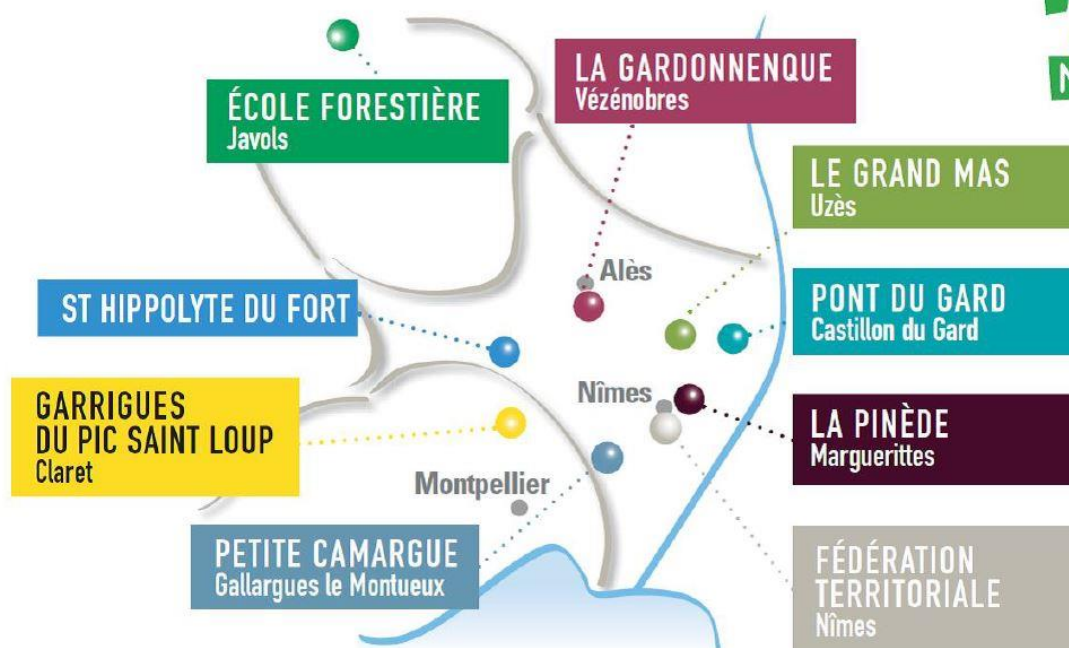 ÉCOLE FORESTIÈRE
Javols
LA GARDONNENQUE
Vézénobres
N
LE GRAND MAS
Uzès
Alès
ST HIPPOLYTE DU FORT
PONT DU GARD
Castillon du Gard
Nîmes
GARRIGUES
DU PIC SAINT LOUP
Claret
LA PINÈDE
Marguerittes
Montpellier
PETITE CAMARGUE
Gallargues le Montueux
FÉDÉRATION
TERRITORIALE
Nîmes